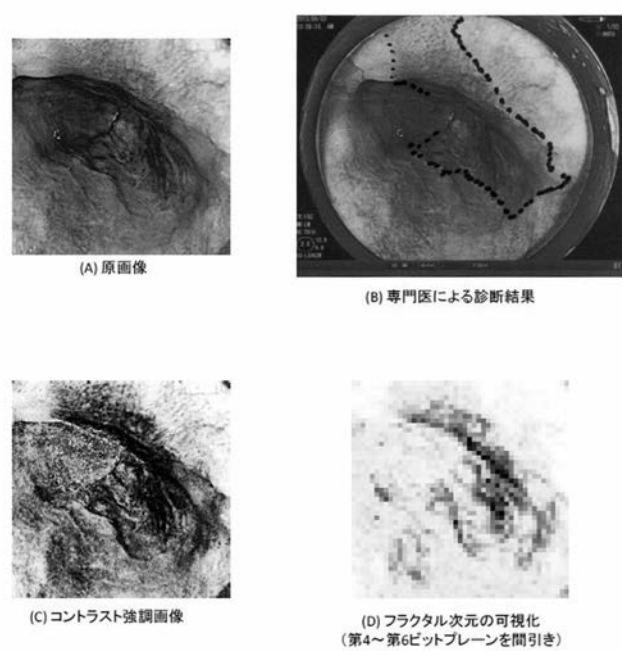 (A) 原画像
(B) 専門医による診断結果
(C) コントラスト強調画像
(D) フラクタル次元の可視化
(第4~第6ビットプレーンを間引き)